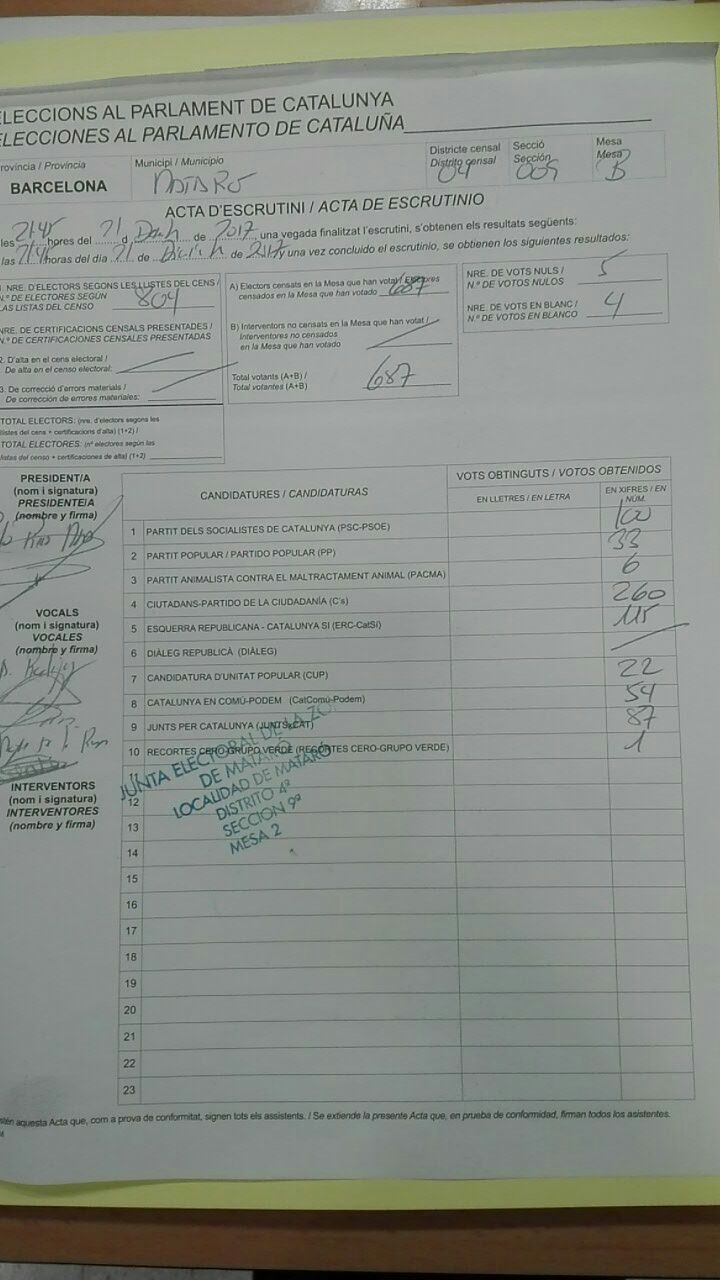 ELECCIONS AL PARLAMENT DE CATALUNYA
ELECCIONES AL PARLAMENTO DE CATALUÑA
rovincia / Provincia
BARCELONA
Municipi / Municipio
MATARÓ
Districte censal
Distrito censal
04
Secció
Sección
009
Mesa
Mesa
B
ACTA D'ESCRUTINI / ACTA DE ESCRUTINIO
les 21:45 hores del 21 d de 2017, una vegada finalitzat l'escrutini, s'obtenen els resultats següents:
las horas del día 21 de de 2017 y una vez concluido el escrutinio, se obtienen los siguientes resultados:
1. NRE. D'ELECTORS SEGONS LES LLISTES DEL CENS /
N.º DE ELECTORES SEGÚN
LAS LISTAS DEL CENSO 804
NRE. DE CERTIFICACIONS CENSALS PRESENTADES /
N.º DE CERTIFICACIONES CENSALES PRESENTADAS
2. D'alta en el cens electoral /
De alta en el censo electoral:
3. De correcció d'errors materials /
De corrección de errores materiales:
TOTAL ELECTORS: (nre. d'electors segons les
llistes del cens + certificacions d'alta) (1+2) /
TOTAL ELECTORES: (nº electores según las
listas del censo + certificaciones de alta) (1+2)
A) Electors censats en la Mesa que han votat / Electores
censados en la Mesa que han votado 687
B) Interventors no censats en la Mesa que han votat /
Interventores no censados
en la Mesa que han votado
Total votants (A+B) /
Total votantes (A+B) 687
NRE. DE VOTS NULS /
N.º DE VOTOS NULOS 5
NRE. DE VOTS EN BLANC /
N.º DE VOTOS EN BLANCO 4
PRESIDENT/A
(nom i signatura)
PRESIDENTE/A
(nombre y firma)
VOCALS
(nom i signatura)
VOCALES
(nombre y firma)
INTERVENTORS
(nom i signatura)
INTERVENTORES
(nombre y firma)
CANDIDATURES / CANDIDATURAS
VOTS OBTINGUTS / VOTOS OBTENIDOS
EN LLETRES / EN LETRA
EN XIFRES / EN NÚM.
1 PARTIT DELS SOCIALISTES DE CATALUNYA (PSC-PSOE) 100
2 PARTIT POPULAR / PARTIDO POPULAR (PP) 33
3 PARTIT ANIMALISTA CONTRA EL MALTRACTAMENT ANIMAL (PACMA) 6
4 CIUTADANS-PARTIDO DE LA CIUDADANÍA (C's) 260
5 ESQUERRA REPUBLICANA - CATALUNYA SI (ERC-CatSí) 115
6 DIÀLEG REPUBLICÀ (DIÀLEG)
7 CANDIDATURA D'UNITAT POPULAR (CUP) 22
8 CATALUNYA EN COMÚ-PODEM (CatComú-Podem) 54
9 JUNTS PER CATALUNYA (JUNTSxCAT) 87
10 RECORTES CERO-GRUPO VERDE (RECORTES CERO-GRUPO VERDE) 1
JUNTA ELECTORAL DE LA ZO
DE MATARÓ
LOCALIDAD DE MATARÓ
DISTRITO 4º
SECCION 9ª
MESA 2
12
13
14
15
16
17
18
19
20
21
22
23
aquesta Acta que, com a prova de conformitat, signen tots els assistents. / Se extiende la presente Acta que, en prueba de conformidad, firman todos los asistentes.